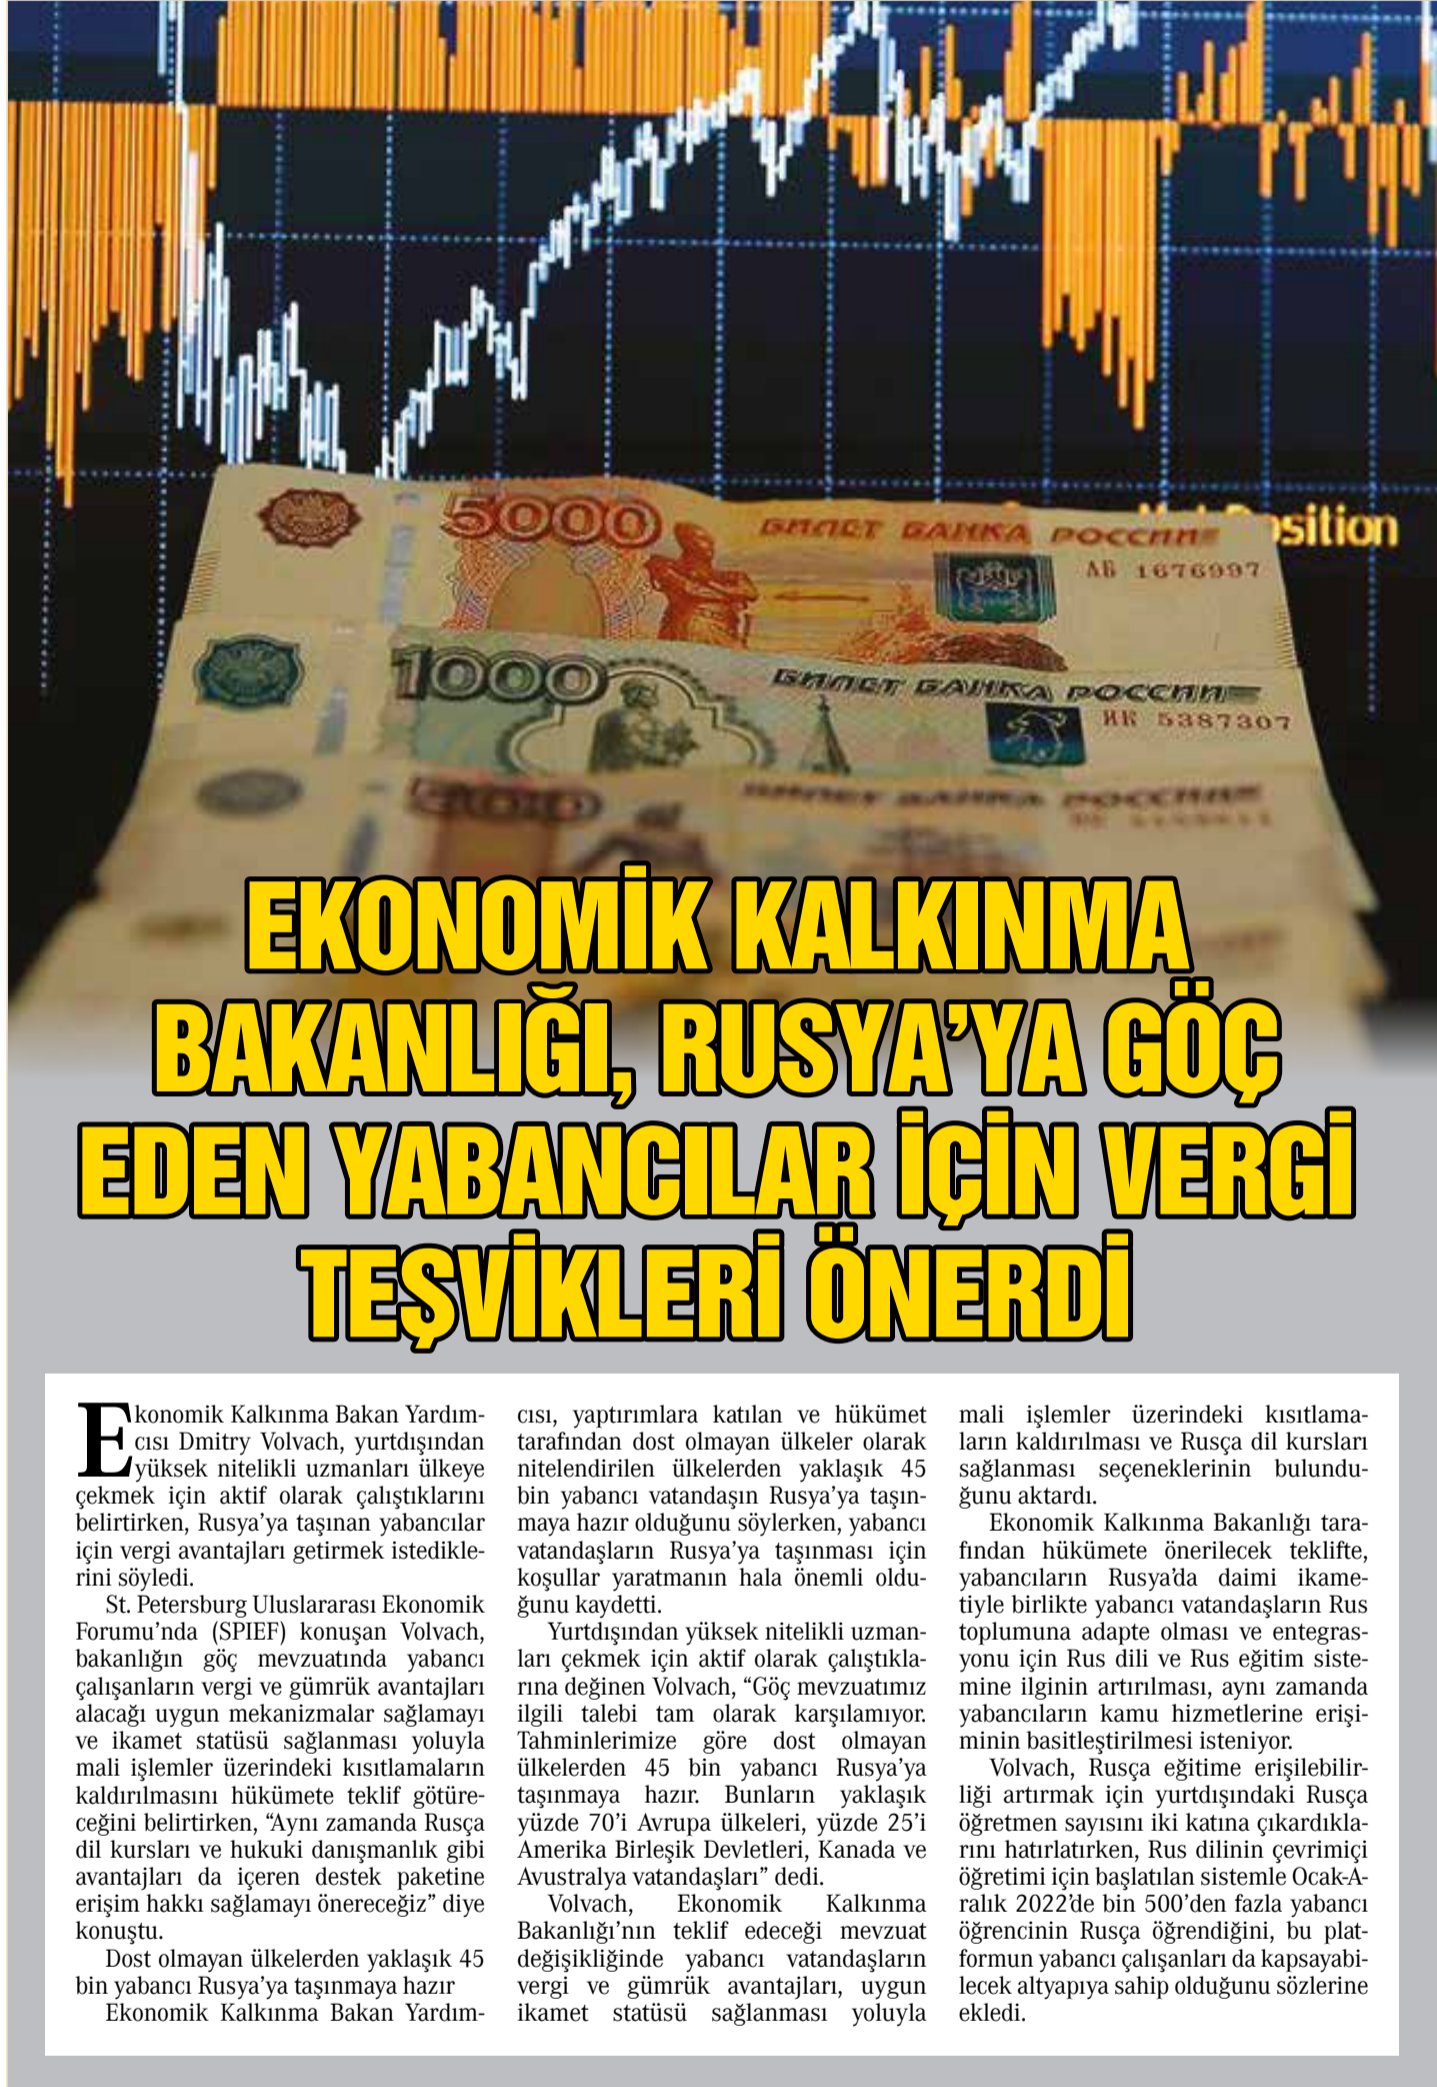 sition
5000
БИЛЕТ БАНКА РОССИИ
АБ 1676997
1000
БИЛЕТ БАНКА РОССИИ
5387307
500
БИЛЕТ БАНКА РОССИИ
EKONOMİK KALKINMA
BAKANLIĞI, RUSYA’YA GÖÇ
EDEN YABANCILAR İÇİN VERGİ
TEŞVİKLERİ ÖNERDİ
Ekonomik Kalkınma Bakan Yardım-
cısı Dmitry Volvach, yurtdışından
yüksek nitelikli uzmanları ülkeye
çekmek için aktif olarak çalıştıklarını
belirtirken, Rusya’ya taşınan yabancılar
için vergi avantajları getirmek istedikle-
rini söyledi.
St. Petersburg Uluslararası Ekonomik
Forumu’nda (SPIEF) konuşan Volvach,
bakanlığın göç mevzuatında yabancı
çalışanların vergi ve gümrük avantajları
alacağı uygun mekanizmalar sağlamayı
ve ikamet statüsü sağlanması yoluyla
mali işlemler üzerindeki kısıtlamaların
kaldırılmasını hükümete teklif götüre-
ceğini belirtirken, “Aynı zamanda Rusça
dil kursları ve hukuki danışmanlık gibi
avantajları da içeren destek paketine
erişim hakkı sağlamayı önereceğiz” diye
konuştu.
Dost olmayan ülkelerden yaklaşık 45
bin yabancı Rusya’ya taşınmaya hazır
Ekonomik Kalkınma Bakan Yardım-
cısı, yaptırımlara katılan ve hükümet
tarafından dost olmayan ülkeler olarak
nitelendirilen ülkelerden yaklaşık 45
bin yabancı vatandaşın Rusya’ya taşın-
maya hazır olduğunu söylerken, yabancı
vatandaşların Rusya’ya taşınması için
koşullar yaratmanın hala önemli oldu-
ğunu kaydetti.
Yurtdışından yüksek nitelikli uzman-
ları çekmek için aktif olarak çalıştıkla-
rına değinen Volvach, “Göç mevzuatımız
ilgili talebi tam olarak karşılamıyor.
Tahminlerimize göre dost olmayan
ülkelerden 45 bin yabancı Rusya’ya
taşınmaya hazır. Bunların yaklaşık
yüzde 70’i Avrupa ülkeleri, yüzde 25’i
Amerika Birleşik Devletleri, Kanada ve
Avustralya vatandaşları” dedi.
Volvach, Ekonomik Kalkınma
Bakanlığı’nın teklif edeceği mevzuat
değişikliğinde yabancı vatandaşların
vergi ve gümrük avantajları, uygun
ikamet statüsü sağlanması yoluyla
mali işlemler üzerindeki kısıtlama-
ların kaldırılması ve Rusça dil kursları
sağlanması seçeneklerinin bulundu-
ğunu aktardı.
Ekonomik Kalkınma Bakanlığı tara-
fından hükümete önerilecek teklifte,
yabancıların Rusya’da daimi ikame-
tiyle birlikte yabancı vatandaşların Rus
toplumuna adapte olması ve entegras-
yonu için Rus dili ve Rus eğitim siste-
mine ilginin artırılması, aynı zamanda
yabancıların kamu hizmetlerine erişi-
minin basitleştirilmesi isteniyor.
Volvach, Rusça eğitime erişilebilir-
liği artırmak için yurtdışındaki Rusça
öğretmen sayısını iki katına çıkardıkla-
rını hatırlatırken, Rus dilinin çevrimiçi
öğretimi için başlatılan sistemle Ocak-A-
ralık 2022’de bin 500’den fazla yabancı
öğrencinin Rusça öğrendiğini, bu plat-
formun yabancı çalışanları da kapsayabi-
lecek altyapıya sahip olduğunu sözlerine
ekledi.